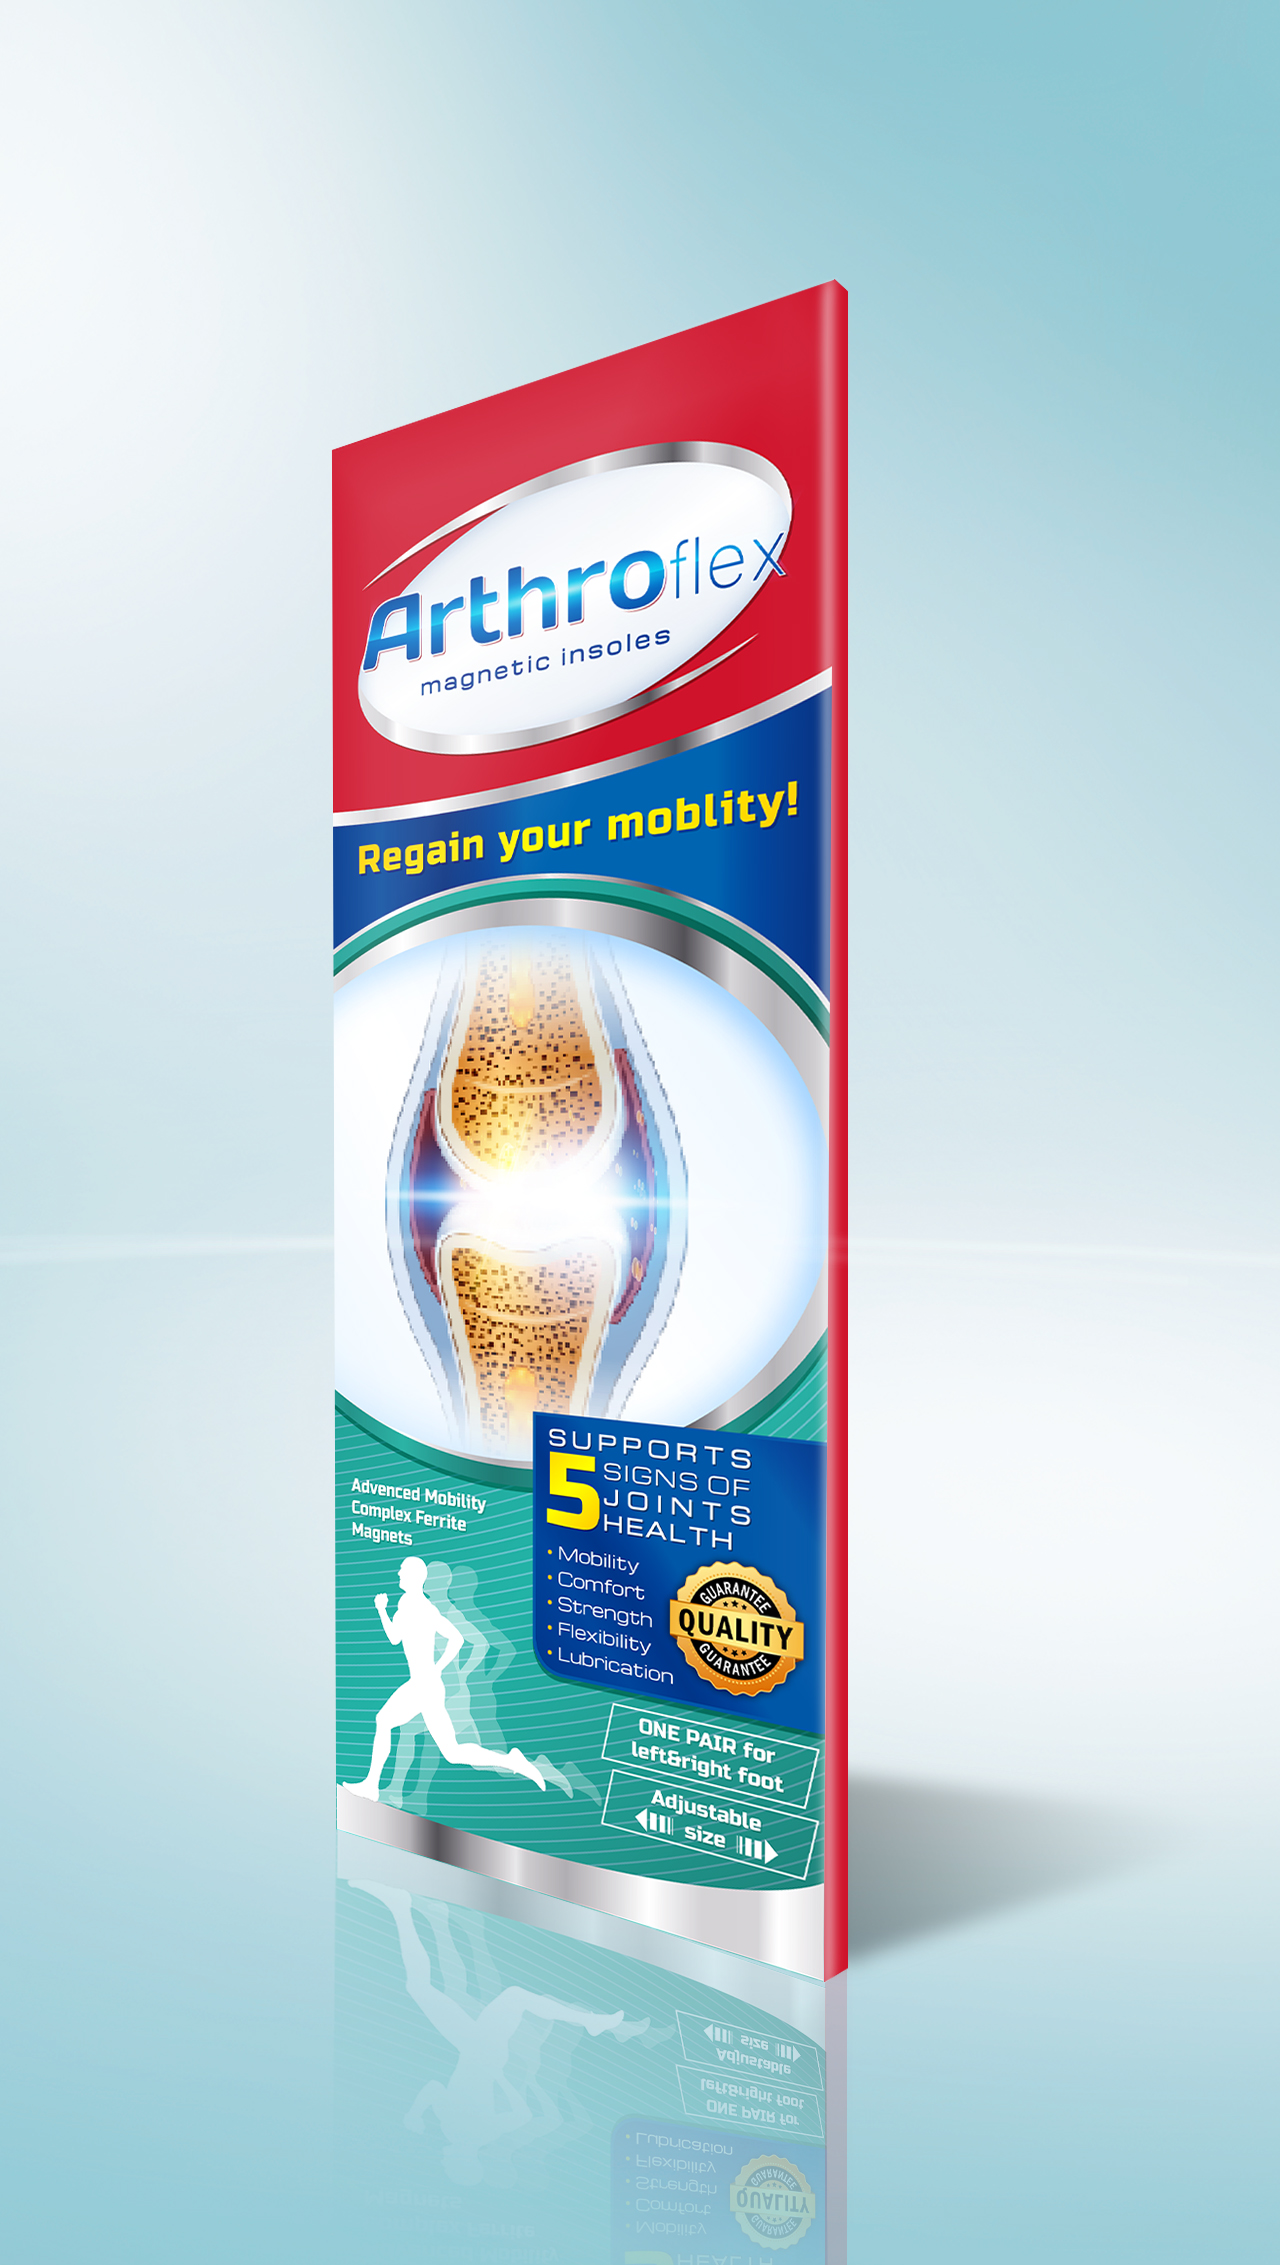 Arthroflex
magnetic insoles
Regain your moblity!
SUPPORTS
5 SIGNS OF
JOINTS
HEALTH
• Mobility
• Comfort
• Strength
• Flexibility
• Lubrication
GUARANTEE
QUALITY
GUARANTEE
Advenced Mobility
Complex Ferrite
Magnets
ONE PAIR for
left&right foot
Adjustable
size